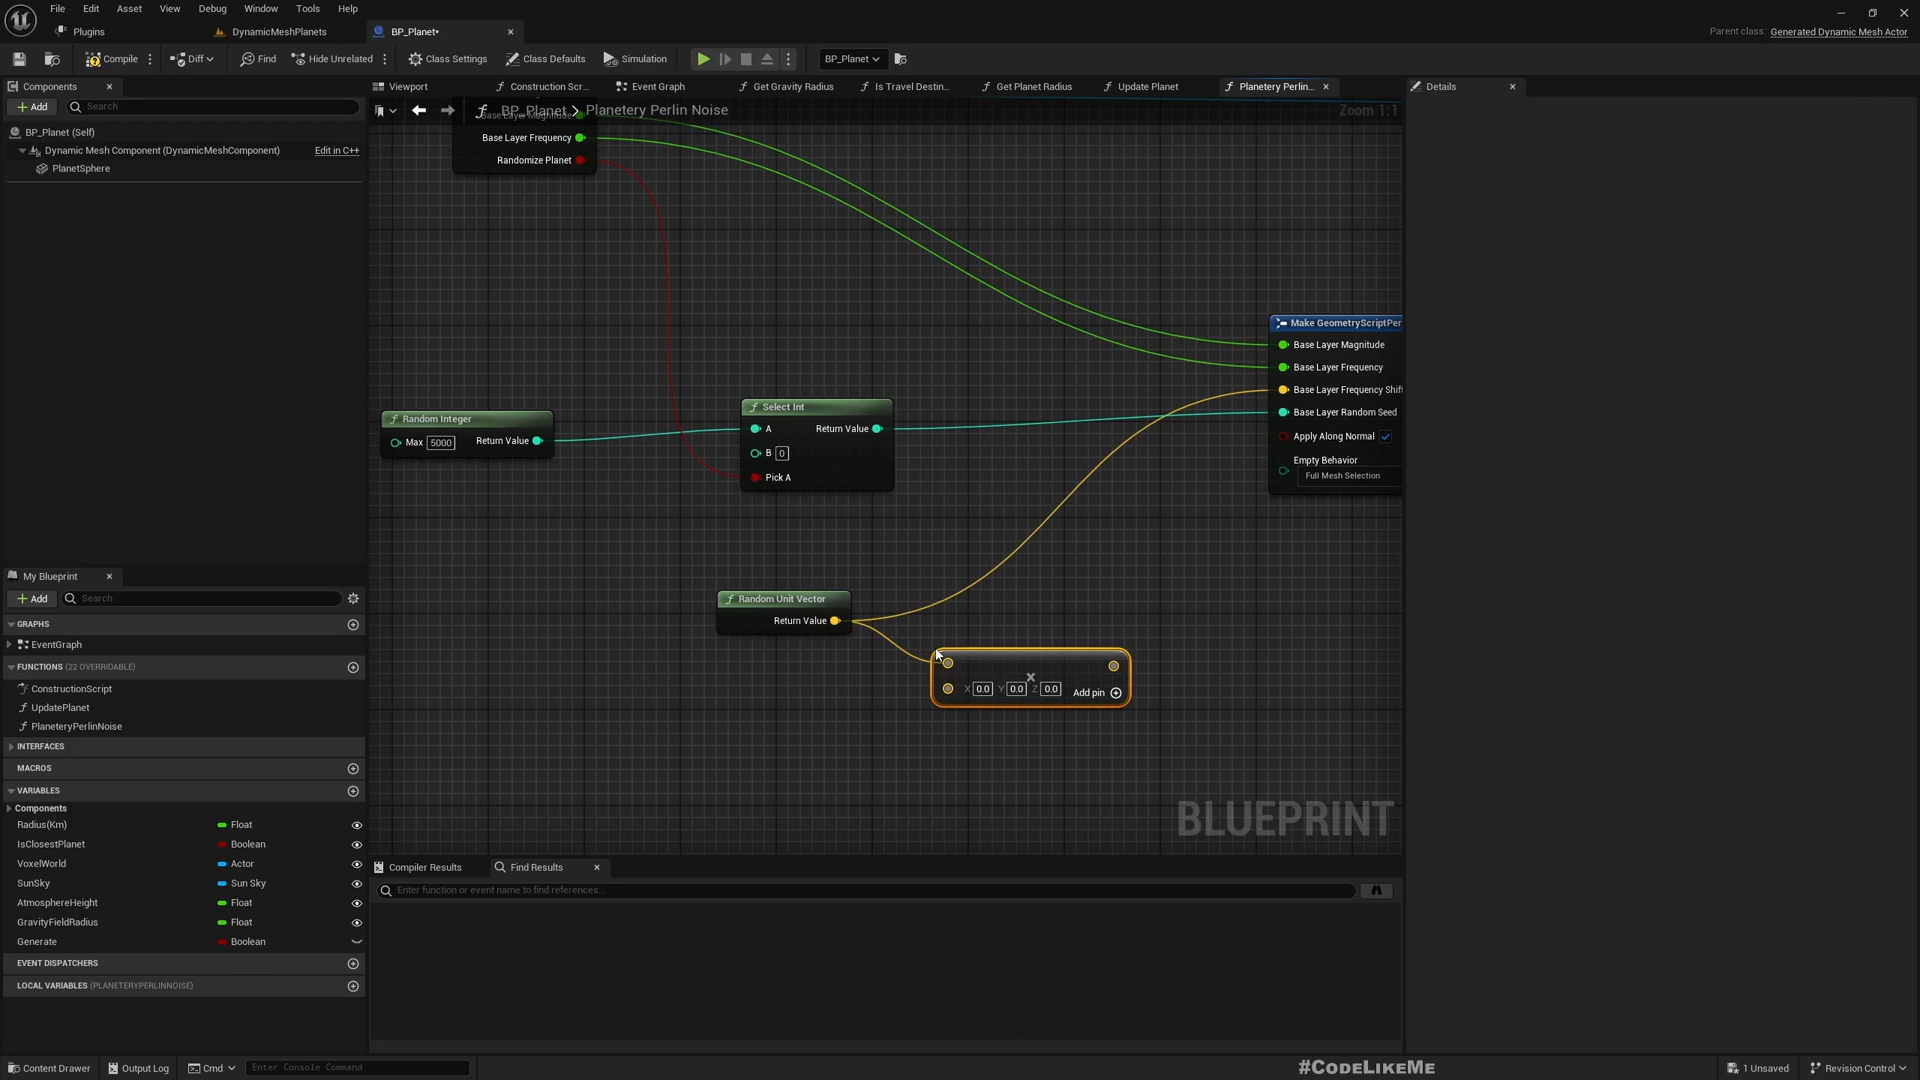 File Edit Asset View Debug Window Tools Help
Plugins DynamicMeshPlanets BP_Planet• Parent class: Generated Dynamic Mesh Actor
Compile Diff Find Hide Unrelated Class Settings Class Defaults Simulation BP_Planet
Components Viewport Construction Scr... Event Graph Get Gravity Radius Is Travel Destin... Get Planet Radius Update Planet Planetery Perlin... Details
Add Search BP_Planet > Planetery Perlin Noise Zoom 1:1
Base Layer Magnitude
BP_Planet (Self)
Dynamic Mesh Component (DynamicMeshComponent) Edit in C++
PlanetSphere
Base Layer Frequency
Randomize Planet
Make GeometryScriptPer
Base Layer Magnitude
Base Layer Frequency
Base Layer Frequency Shift
Base Layer Random Seed
Apply Along Normal
Empty Behavior
Full Mesh Selection
Random Integer
Max 5000 Return Value
Select Int
A Return Value
B 0
Pick A
Random Unit Vector
Return Value
X 0.0 Y 0.0 Z 0.0 Add pin
BLUEPRINT
My Blueprint
Add Search
GRAPHS
EventGraph
FUNCTIONS (22 OVERRIDABLE)
ConstructionScript
UpdatePlanet
PlaneteryPerlinNoise
INTERFACES
MACROS
VARIABLES
Components
Radius(Km) Float
IsClosestPlanet Boolean
VoxelWorld Actor
SunSky Sun Sky
AtmosphereHeight Float
GravityFieldRadius Float
Generate Boolean
EVENT DISPATCHERS
LOCAL VARIABLES (PLANETERYPERLINNOISE)
Compiler Results Find Results
Enter function or event name to find references...
Content Drawer Output Log Cmd Enter Console Command #CODELIKEME 1 Unsaved Revision Control